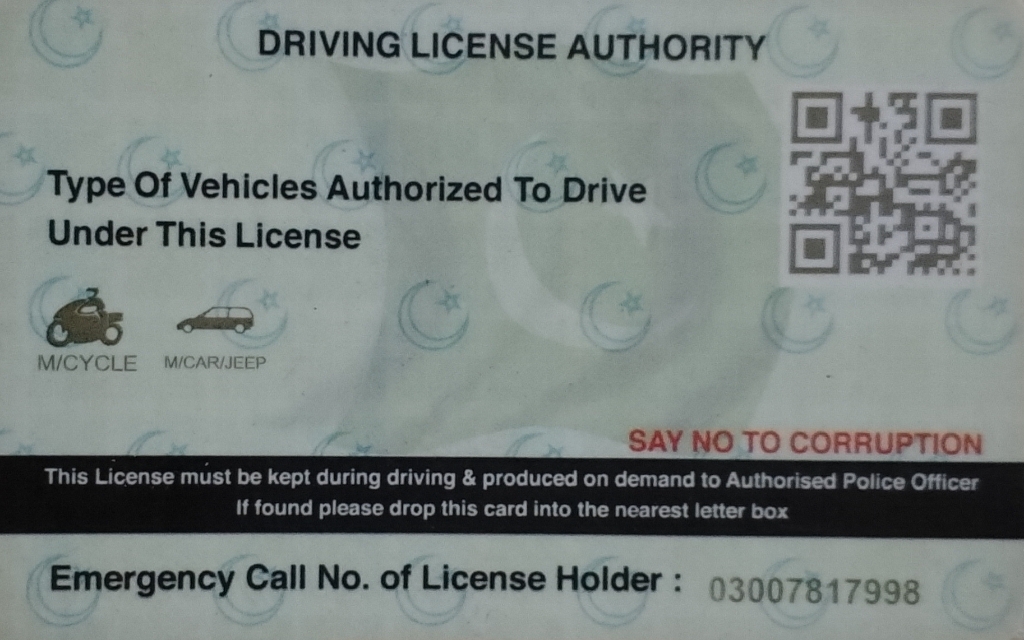 DRIVING LICENSE AUTHORITY
Type Of Vehicles Authorized To Drive
Under This License
M/CYCLE M/CAR/JEEP
SAY NO TO CORRUPTION
This License must be kept during driving & produced on demand to Authorised Police Officer
If found please drop this card into the nearest letter box
Emergency Call No. of License Holder : 03007817998